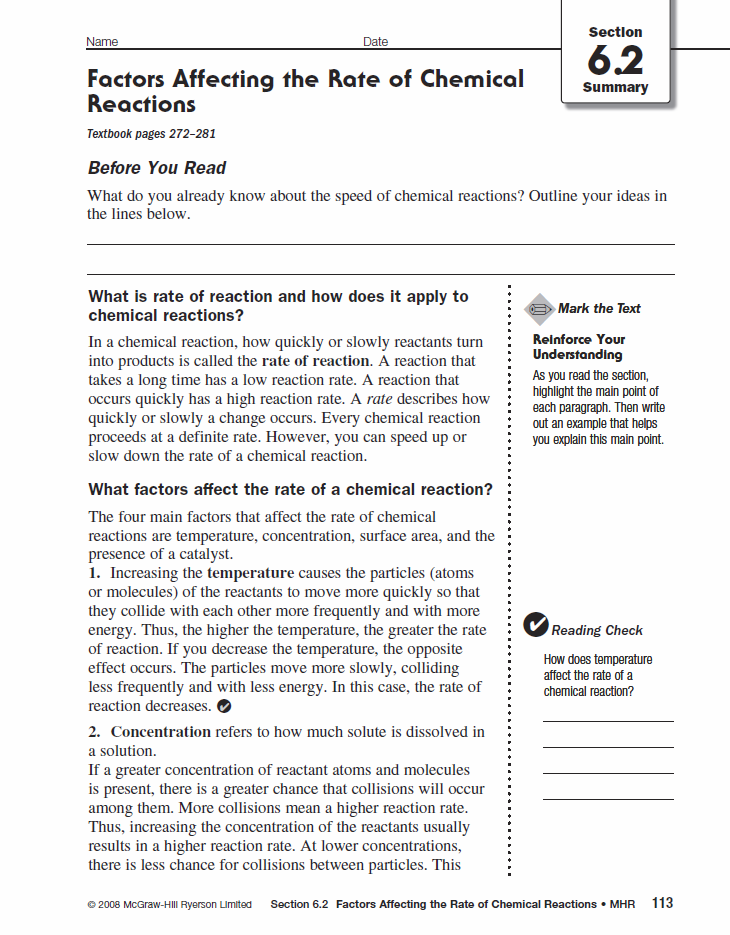 Name
Date
Section
6.2
Summary
Factors Affecting the Rate of Chemical
Reactions
Textbook pages 272–281
Before You Read
What do you already know about the speed of chemical reactions? Outline your ideas in
the lines below.
What is rate of reaction and how does it apply to
chemical reactions?
In a chemical reaction, how quickly or slowly reactants turn
into products is called the rate of reaction. A reaction that
takes a long time has a low reaction rate. A reaction that
occurs quickly has a high reaction rate. A rate describes how
quickly or slowly a change occurs. Every chemical reaction
proceeds at a definite rate. However, you can speed up or
slow down the rate of a chemical reaction.
What factors affect the rate of a chemical reaction?
The four main factors that affect the rate of chemical
reactions are temperature, concentration, surface area, and the
presence of a catalyst.
1. Increasing the temperature causes the particles (atoms
or molecules) of the reactants to move more quickly so that
they collide with each other more frequently and with more
energy. Thus, the higher the temperature, the greater the rate
of reaction. If you decrease the temperature, the opposite
effect occurs. The particles move more slowly, colliding
less frequently and with less energy. In this case, the rate of
reaction decreases.
2. Concentration refers to how much solute is dissolved in
a solution.
If a greater concentration of reactant atoms and molecules
is present, there is a greater chance that collisions will occur
among them. More collisions mean a higher reaction rate.
Thus, increasing the concentration of the reactants usually
results in a higher reaction rate. At lower concentrations,
there is less chance for collisions between particles. This
Mark the Text
Reinforce Your
Understanding
As you read the section,
highlight the main point of
each paragraph. Then write
out an example that helps
you explain this main point.
Reading Check
How does temperature
affect the rate of a
chemical reaction?
© 2008 McGraw-Hill Ryerson Limited Section 6.2 Factors Affecting the Rate of Chemical Reactions • MHR 113